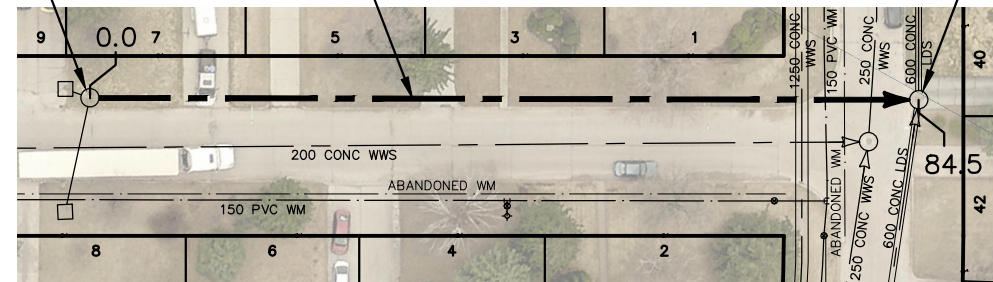 9
0.0
7
5
3
1
1250 CONC
WWS
150 PVC WM
250 CONC
WWS
600 CONC
LDS
40
200 CONC WWS
84.5
ABANDONED WM
150 PVC WM
ABANDONED WM
250 CONC WWS
600 CONC LDS
42
8
6
4
2